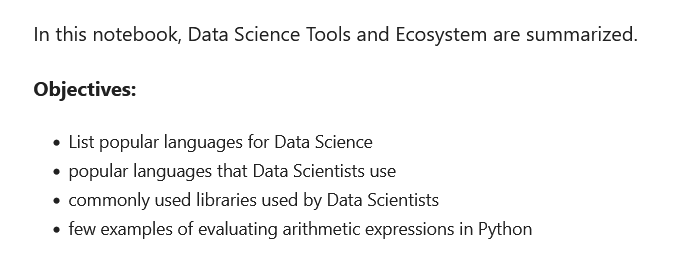 In this notebook, Data Science Tools and Ecosystem are summarized.
Objectives:
• List popular languages for Data Science
• popular languages that Data Scientists use
• commonly used libraries used by Data Scientists
• few examples of evaluating arithmetic expressions in Python